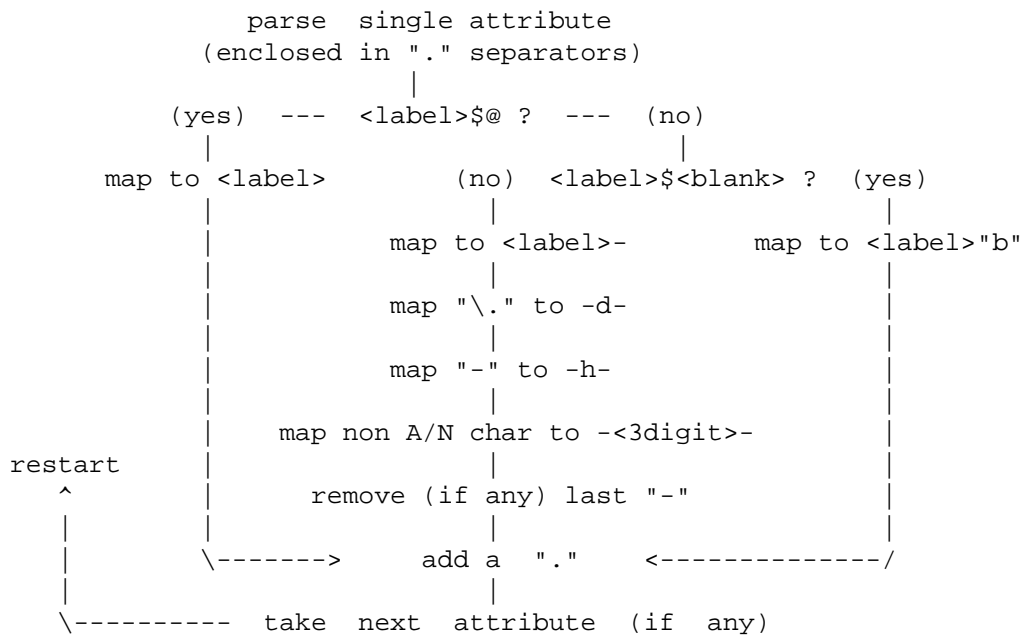 parse single attribute
(enclosed in "." separators)
|
(yes) --- <label>$@ ? --- (no)
| |
map to <label> (no) <label>$<blank> ? (yes)
| | |
| map to <label>- map to <label>"b"
| | |
| map "\." to -d- |
| | |
| map "-" to -h- |
| | |
| map non A/N char to -<3digit>- |
restart | | |
^ | remove (if any) last "-" |
| | | |
| \-------> add a "." <--------------/
| |
\---------- take next attribute (if any)